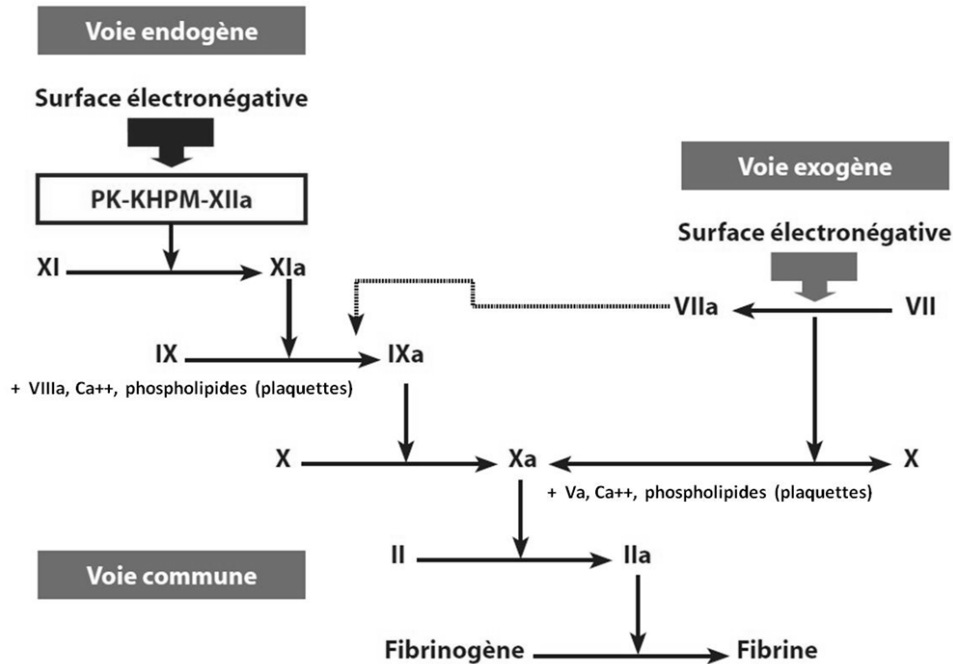 Voie endogène
Surface électronégative
PK-KHPM-XIIa
Voie exogène
Surface électronégative
XI XIa
VIIa VII
IX IXa
+ VIIIa, Ca++, phospholipides (plaquettes)
X Xa X
+ Va, Ca++, phospholipides (plaquettes)
II IIa
Voie commune
Fibrinogène Fibrine